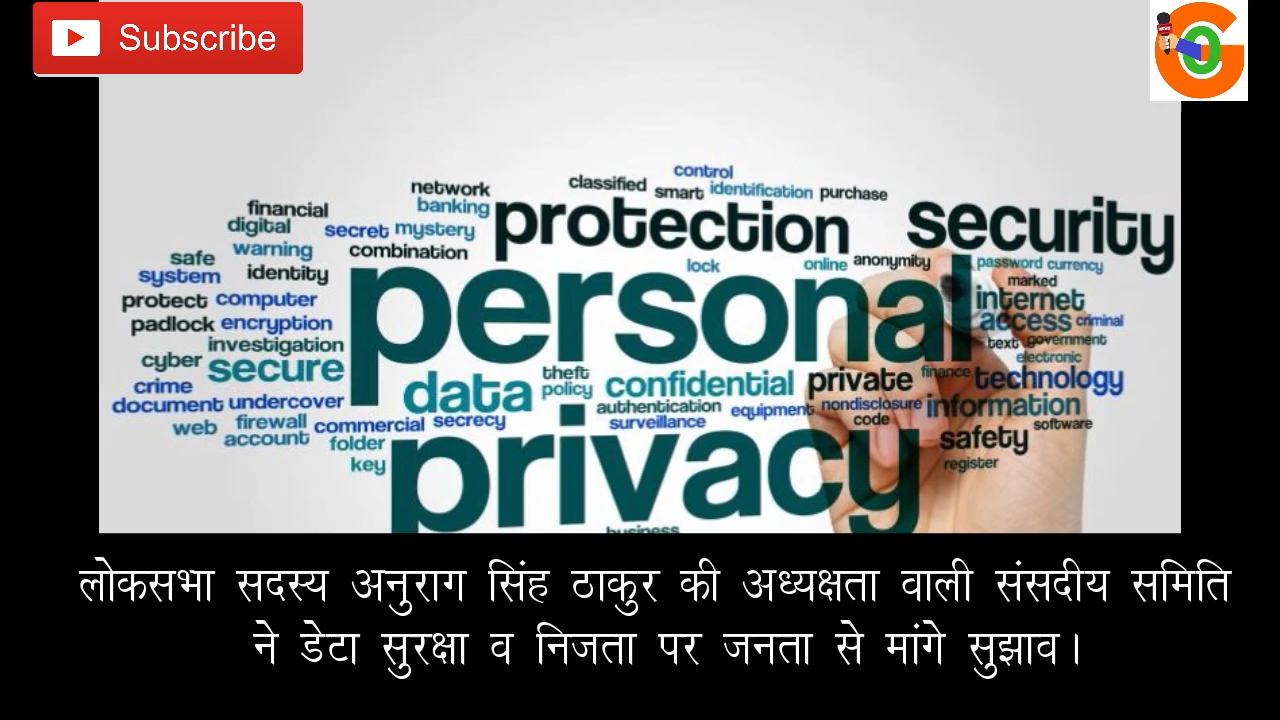 Subscribe
NEWS
control
network classified smart identification purchase
financial banking protection security
digital secret mystery
safe warning combination lock online anonymity password currency
system identity personal marked
protect computer internet
padlock encryption access criminal
investigation text government
cyber secure theft electronic
crime data policy confidential private finance technology
document undercover authentication equipment nondisclosure information
web firewall commercial secrecy surveillance code software
account folder privacy safety
key register
business
लोकसभा सदस्य अनुराग सिंह ठाकुर की अध्यक्षता वाली संसदीय समिति
ने डेटा सुरक्षा व निजता पर जनता से मांगे सुझाव।